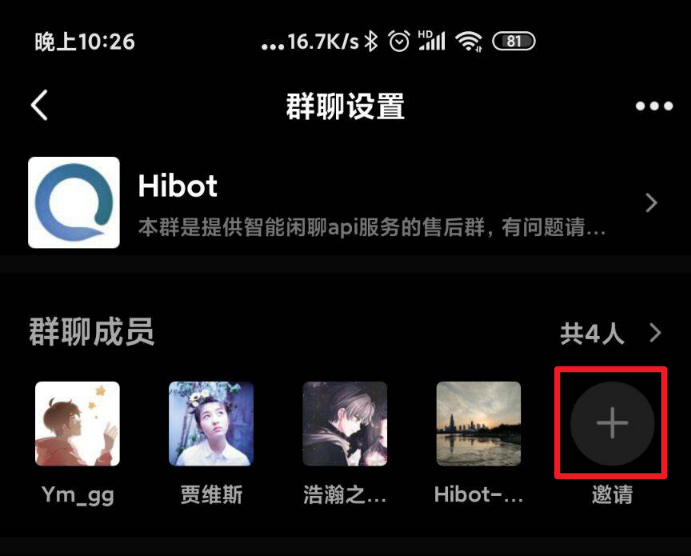 晚上10:26
...16.7K/s HD 81
群聊设置
Hibot
本群是提供智能闲聊api服务的售后群，有问题请...
群聊成员 共4人
Ym_gg 贾维斯 浩瀚之... Hibot-... 邀请